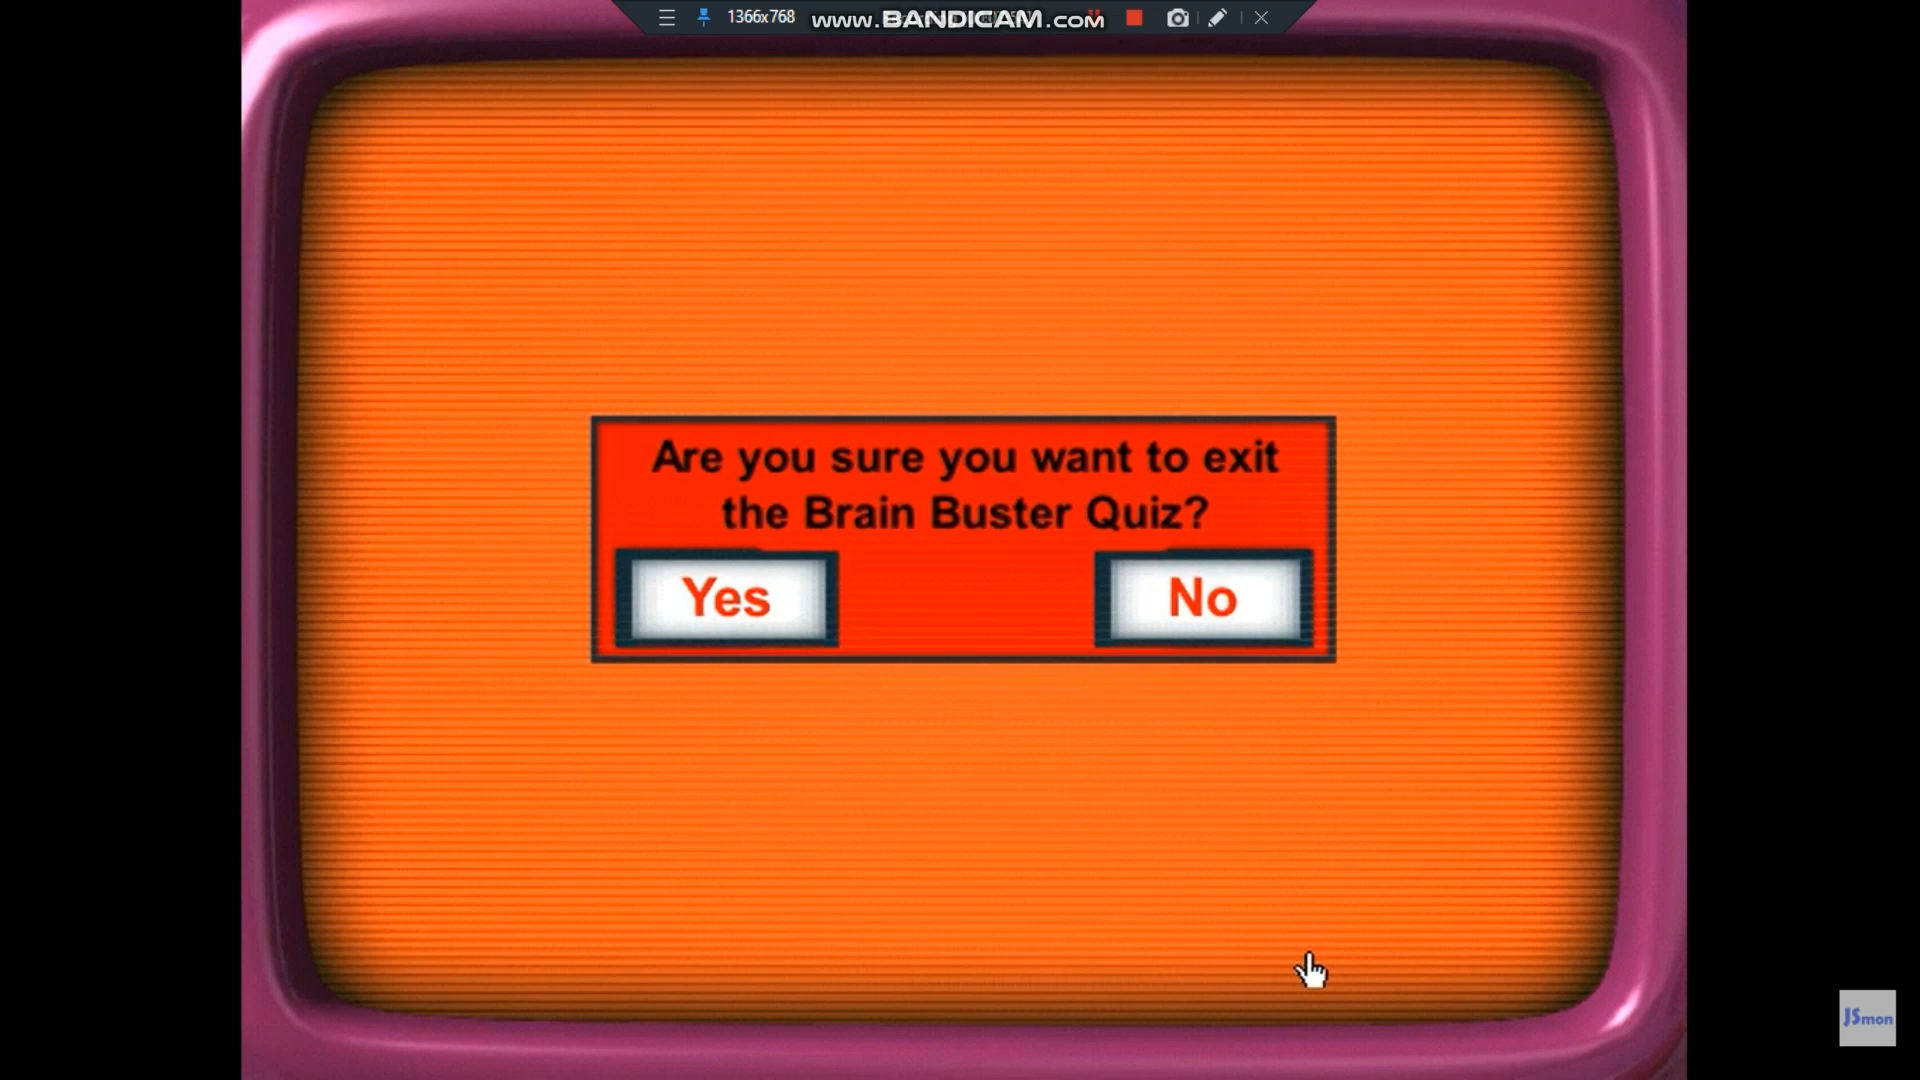 1366x768
www.BANDICAM.com
Are you sure you want to exit
the Brain Buster Quiz?
Yes
No
JSmon